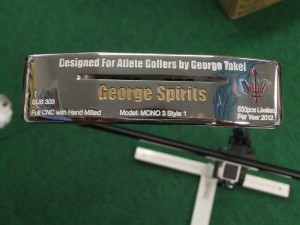 Designed For Atlete Golfers by George Takei
George Spirits
SUS 303
500pcs Limited
Full CNC with Hand Milled
Model: MONO 3 Style 1
Per Year 2012